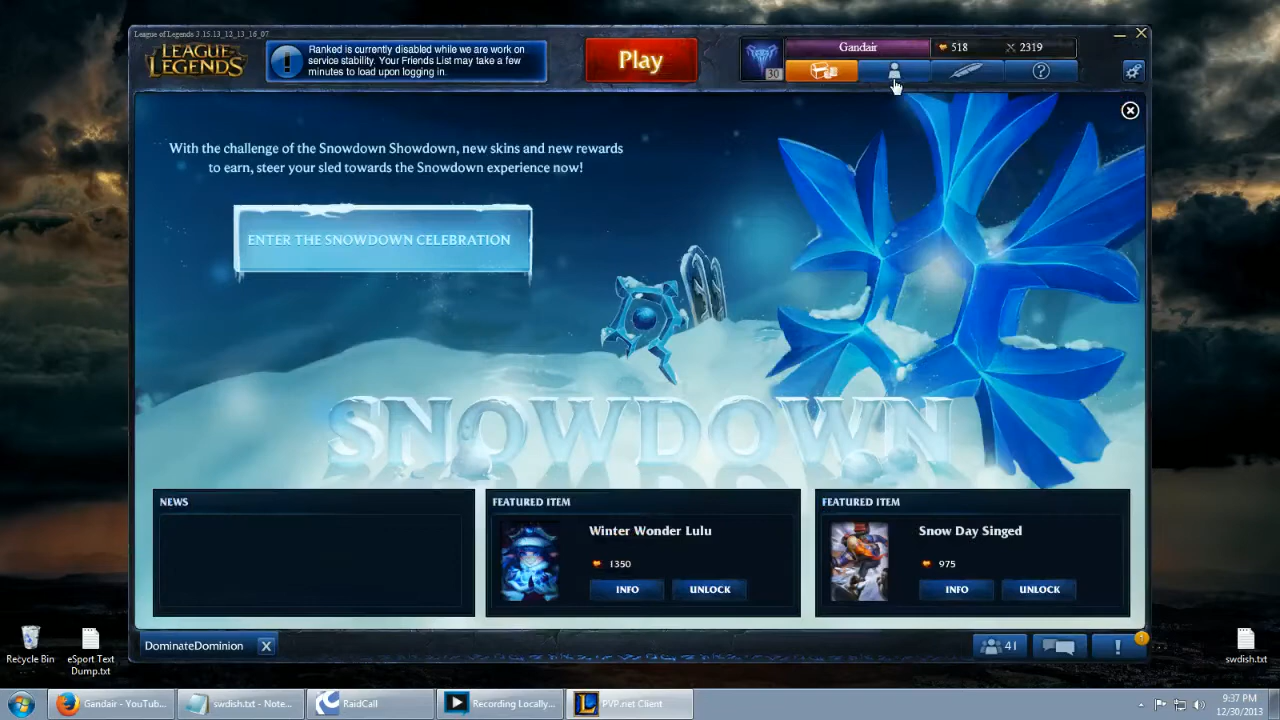 League of Legends 3.15.13_12_13_16_07
LEAGUE OF LEGENDS
Ranked is currently disabled while we are work on
service stability. Your Friends List may take a few
minutes to load upon logging in.
Play
30
Gandair
518
2319
?
With the challenge of the Snowdown Showdown, new skins and new rewards
to earn, steer your sled towards the Snowdown experience now!
ENTER THE SNOWDOWN CELEBRATION
SNOWDOWN
NEWS
FEATURED ITEM
Winter Wonder Lulu
1350
INFO
UNLOCK
FEATURED ITEM
Snow Day Singed
975
INFO
UNLOCK
DominateDominion
X
41
!
Recycle Bin
eSport Text
Dump.txt
swdish.txt
Gandair - YouTub...
swdish.txt - Note...
RaidCall
Recording Locally...
PVP.net Client
9:37 PM
12/30/2013